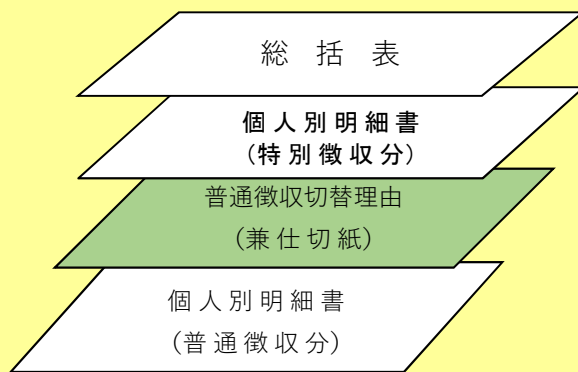 総 括 表
個人別明細書
（特別徴収分）
普通徴収切替理由
（兼仕切紙）
個人別明細書
（普通徴収分）